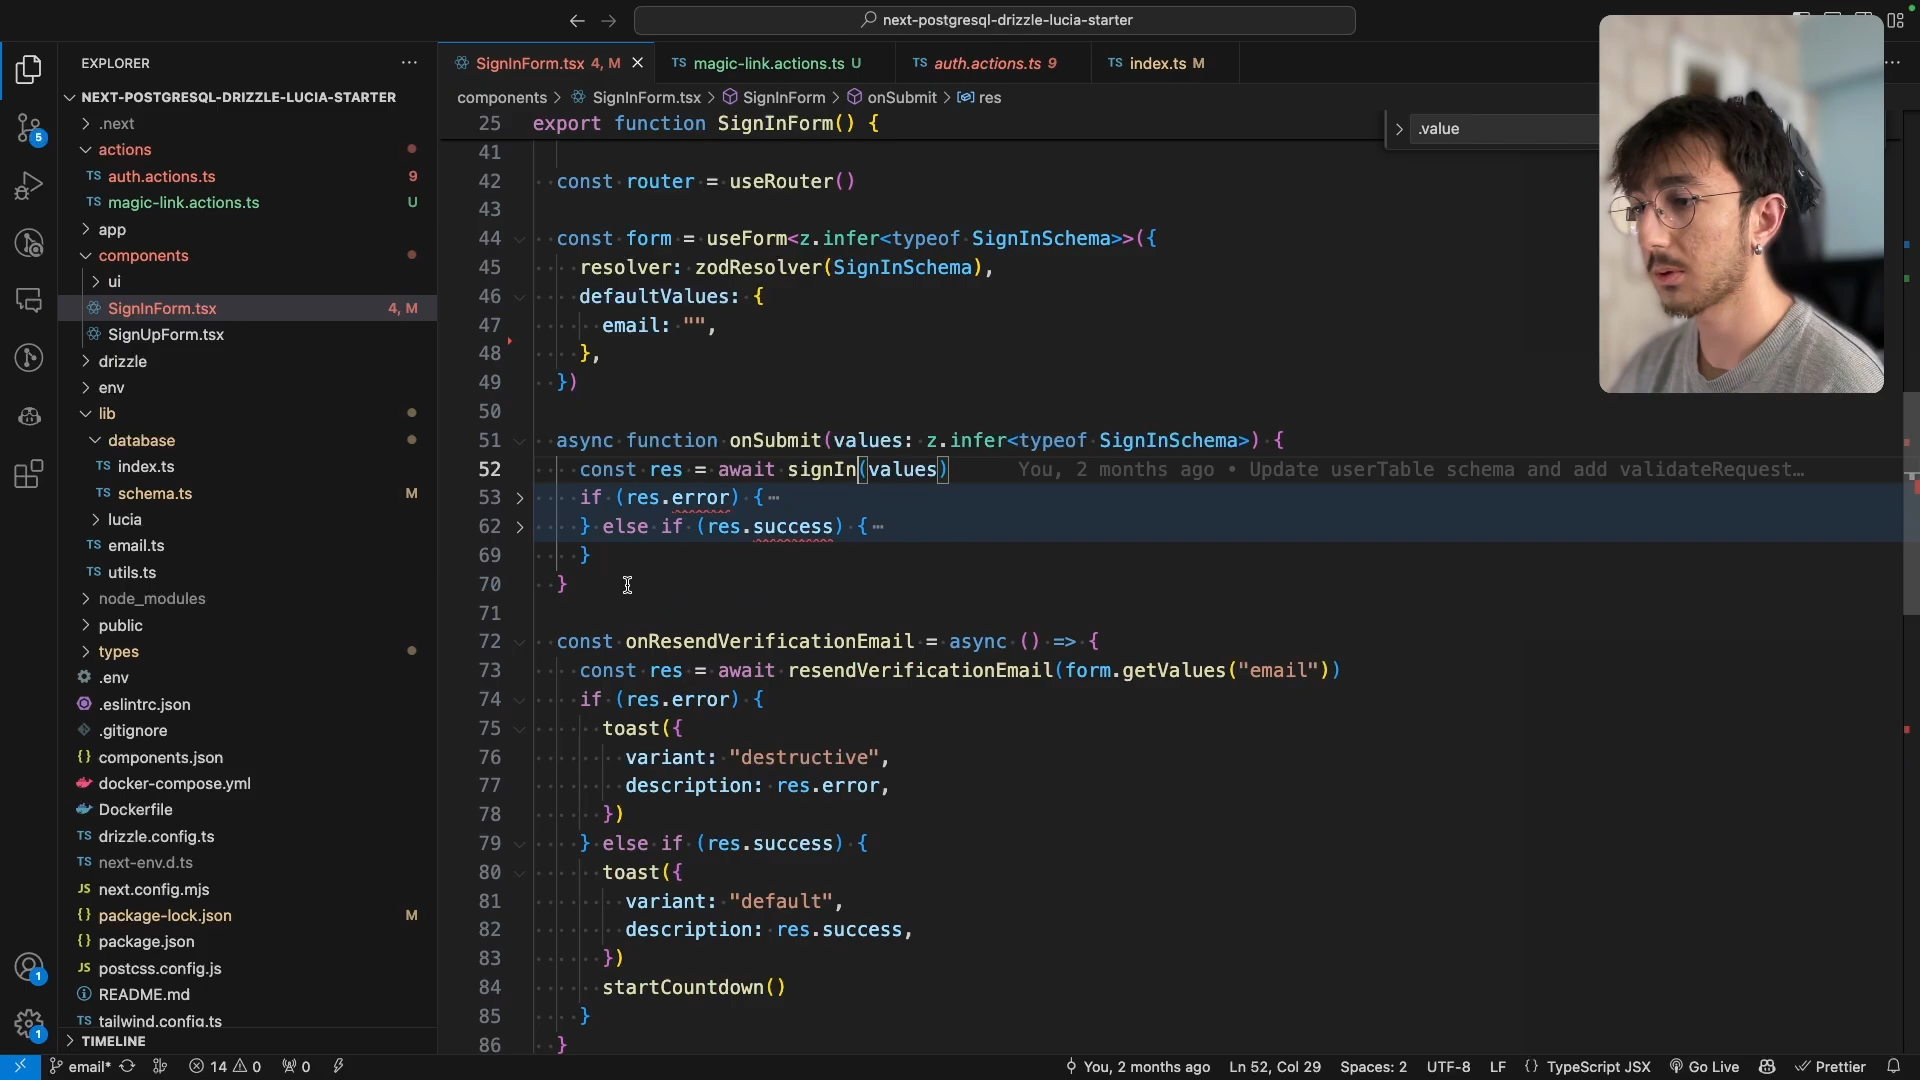 next-postgresql-drizzle-lucia-starter
EXPLORER
NEXT-POSTGRESQL-DRIZZLE-LUCIA-STARTER
.next
actions
TS auth.actions.ts 9
TS magic-link.actions.ts U
app
components
ui
SignInForm.tsx 4, M
SignUpForm.tsx
drizzle
env
lib
database
TS index.ts
TS schema.ts M
lucia
TS email.ts
TS utils.ts
node_modules
public
types
.env
.eslintrc.json
.gitignore
{} components.json
docker-compose.yml
Dockerfile
TS drizzle.config.ts
TS next-env.d.ts
JS next.config.mjs
{} package-lock.json M
{} package.json
JS postcss.config.js
README.md
TS tailwind.config.ts
TIMELINE
5
1
1
SignInForm.tsx 4, M
TS magic-link.actions.ts U
TS auth.actions.ts 9
TS index.ts M
components > SignInForm.tsx > SignInForm > onSubmit > res
.value
25 export function SignInForm() {
41
42 const router = useRouter()
43
44 const form = useForm<z.infer<typeof SignInSchema>>({
45 resolver: zodResolver(SignInSchema),
46 defaultValues: {
47 email: "",
48 },
49 })
50
51 async function onSubmit(values: z.infer<typeof SignInSchema>) {
52 const res = await signIn(values) You, 2 months ago • Update userTable schema and add validateRequest…
53 if (res.error) {⋯
62 } else if (res.success) {⋯
69 }
70 }
71
72 const onResendVerificationEmail = async () => {
73 const res = await resendVerificationEmail(form.getValues("email"))
74 if (res.error) {
75 toast({
76 variant: "destructive",
77 description: res.error,
78 })
79 } else if (res.success) {
80 toast({
81 variant: "default",
82 description: res.success,
83 })
84 startCountdown()
85 }
86 }
email* 14 0 0 You, 2 months ago Ln 52, Col 29 Spaces: 2 UTF-8 LF {} TypeScript JSX Go Live Prettier